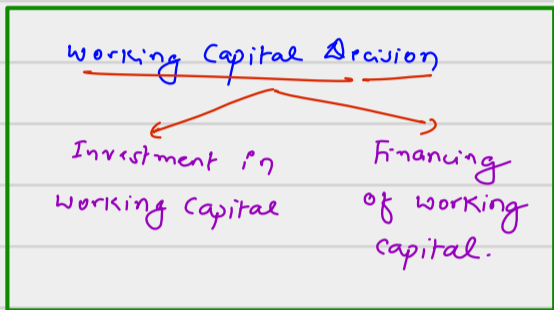 Working Capital Decision
Investment in
working capital
Financing
of working
capital.